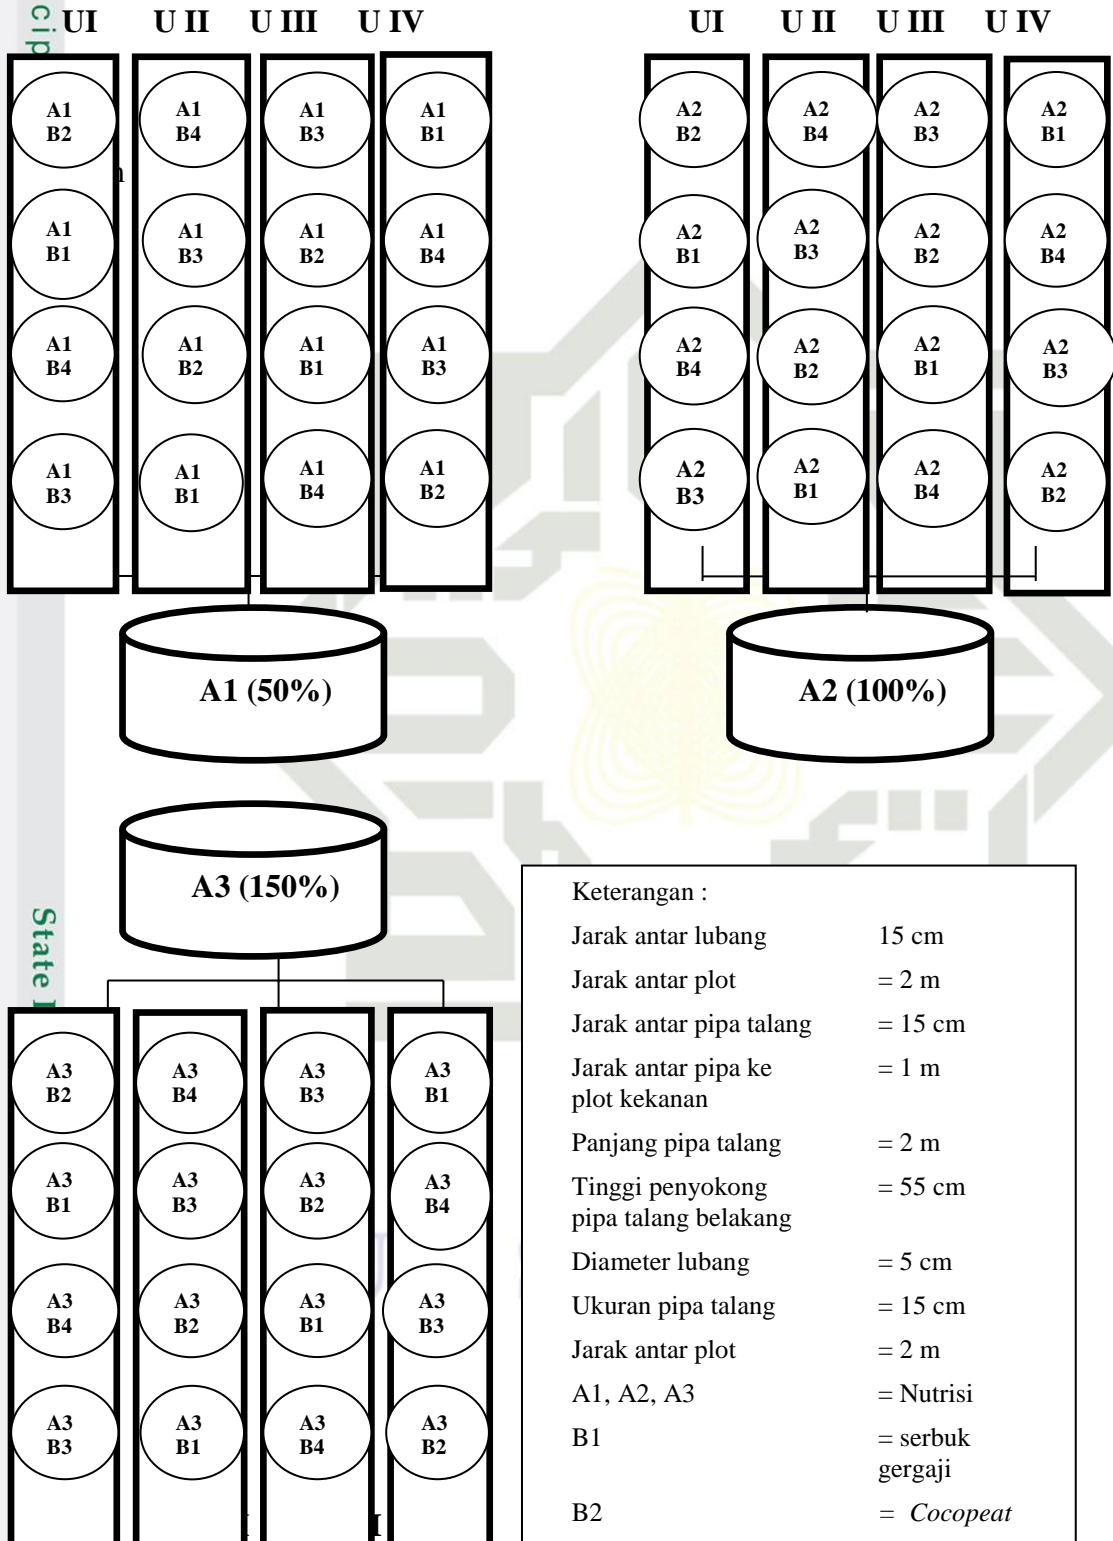 UI U II U III U IV
UI U II U III U IV
A1 A1 A1 A1
B2 B4 B3 B1
A1 A1 A1 A1
B1 B3 B2 B4
A1 A1 A1 A1
B4 B2 B1 B3
A1 A1 A1 A1
B3 B1 B4 B2
A1 (50%)
A2 A2 A2 A2
B2 B4 B3 B1
A2 A2 A2 A2
B1 B3 B2 B4
A2 A2 A2 A2
B4 B2 B1 B3
A2 A2 A2 A2
B3 B1 B4 B2
A2 (100%)
A3 (150%)
A3 A3 A3 A3
B2 B4 B3 B1
A3 A3 A3 A3
B1 B3 B2 B4
A3 A3 A3 A3
B4 B2 B1 B3
A3 A3 A3 A3
B3 B1 B4 B2
Keterangan :
Jarak antar lubang 15 cm
Jarak antar plot = 2 m
Jarak antar pipa talang = 15 cm
Jarak antar pipa ke = 1 m
plot kekanan
Panjang pipa talang = 2 m
Tinggi penyokong = 55 cm
pipa talang belakang
Diameter lubang = 5 cm
Ukuran pipa talang = 15 cm
Jarak antar plot = 2 m
A1, A2, A3 = Nutrisi
B1 = serbuk
gergaji
B2 = Cocopeat
cip
State